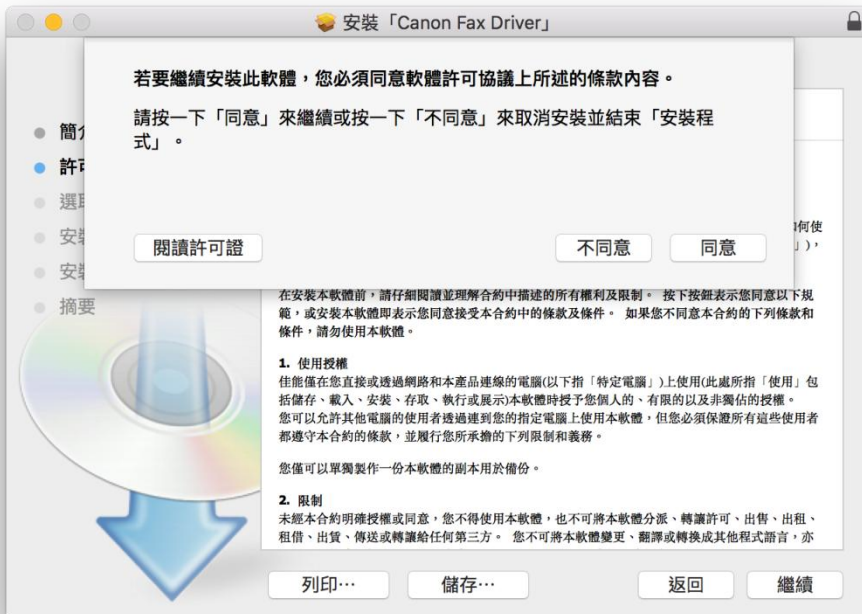 安裝「Canon Fax Driver」
若要繼續安裝此軟體，您必須同意軟體許可協議上所述的條款內容。
請按一下「同意」來繼續或按一下「不同意」來取消安裝並結束「安裝程
式」。
閱讀許可證
不同意
同意
簡
許
選
安
安
摘要
何使
」)，
在安裝本軟體前，請仔細閱讀並理解合約中描述的所有權利及限制。 按下按鈕表示您同意以下規
範，或安裝本軟體即表示您同意接受本合約中的條款及條件。 如果您不同意本合約的下列條款和
條件，請勿使用本軟體。
1. 使用授權
佳能僅在您直接或透過網路和本產品連線的電腦(以下指「特定電腦」)上使用(此處所指「使用」包
括儲存、載入、安裝、存取、執行或展示)本軟體時授予您個人的、有限的以及非獨佔的授權。
您可以允許其他電腦的使用者透過連到您的指定電腦上使用本軟體，但您必須保證所有這些使用者
都遵守本合約的條款，並履行您所承擔的下列限制和義務。
您僅可以單獨製作一份本軟體的副本用於備份。
2. 限制
未經本合約明確授權或同意，您不得使用本軟體，也不可將本軟體分派、轉讓許可、出售、出租、
租借、出賃、傳送或轉讓給任何第三方。 您不可將本軟體變更、翻譯或轉換成其他程式語言，亦
列印…
儲存…
返回
繼續